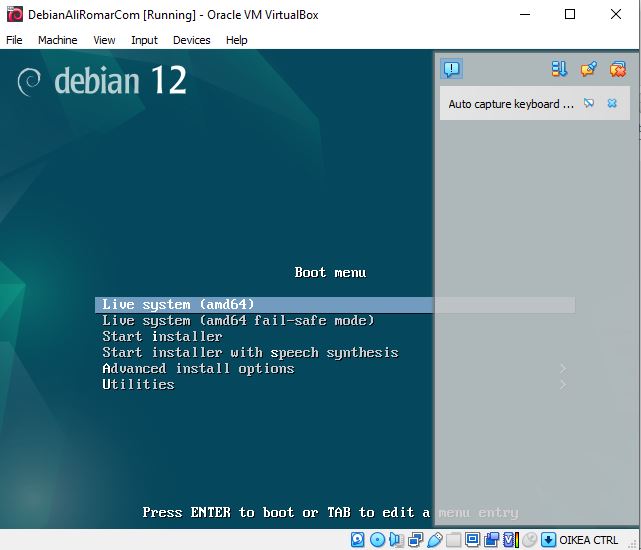 DebianAliRomarCom [Running] - Oracle VM VirtualBox
File Machine View Input Devices Help
debian 12
Auto capture keyboard ...
Boot menu
Live system (amd64)
Live system (amd64 fail-safe mode)
Start installer
Start installer with speech synthesis
Advanced install options
Utilities
Press ENTER to boot or TAB to edit a menu entry
OIKEA CTRL